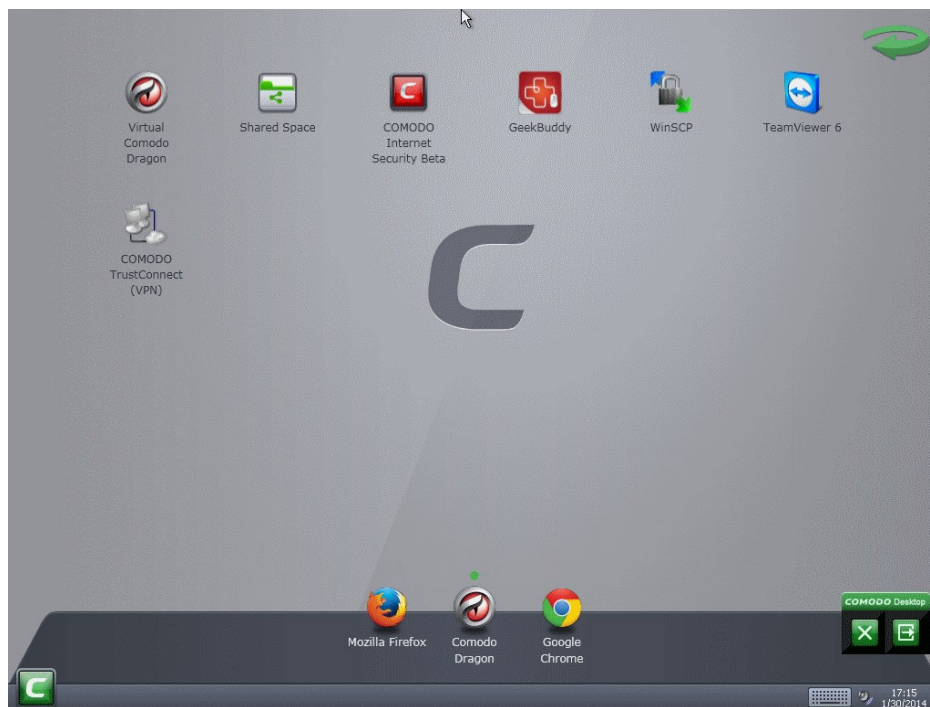 Virtual
Comodo
Dragon
Shared Space
COMODO
Internet
Security Beta
GeekBuddy
WinSCP
TeamViewer 6
COMODO
TrustConnect
(VPN)
Mozilla Firefox
Comodo
Dragon
Google
Chrome
COMODO Desktop
17:15
1/30/2014